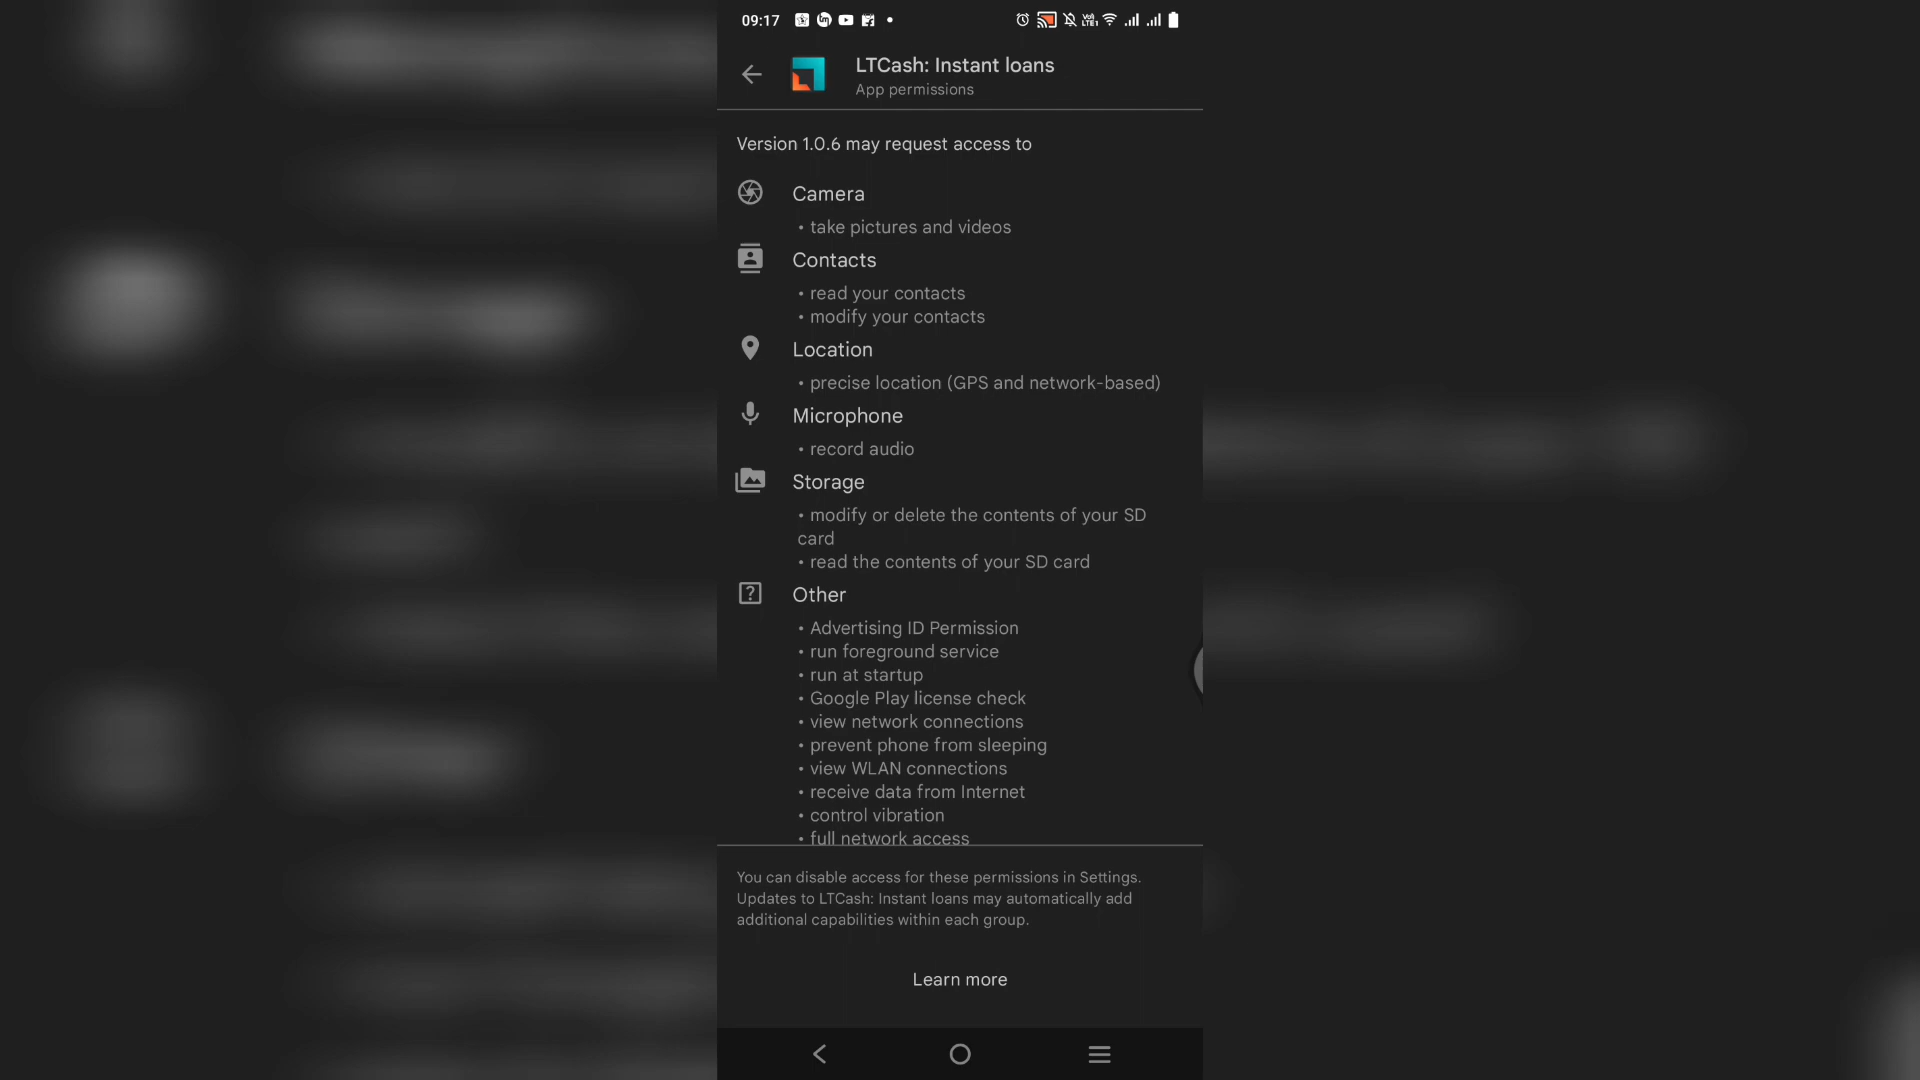 09:17
LTCash: Instant loans
App permissions
Version 1.0.6 may request access to
Camera
• take pictures and videos
Contacts
• read your contacts
• modify your contacts
Location
• precise location (GPS and network-based)
Microphone
• record audio
Storage
• modify or delete the contents of your SD
card
• read the contents of your SD card
Other
• Advertising ID Permission
• run foreground service
• run at startup
• Google Play license check
• view network connections
• prevent phone from sleeping
• view WLAN connections
• receive data from Internet
• control vibration
• full network access
You can disable access for these permissions in Settings.
Updates to LTCash: Instant loans may automatically add
additional capabilities within each group.
Learn more